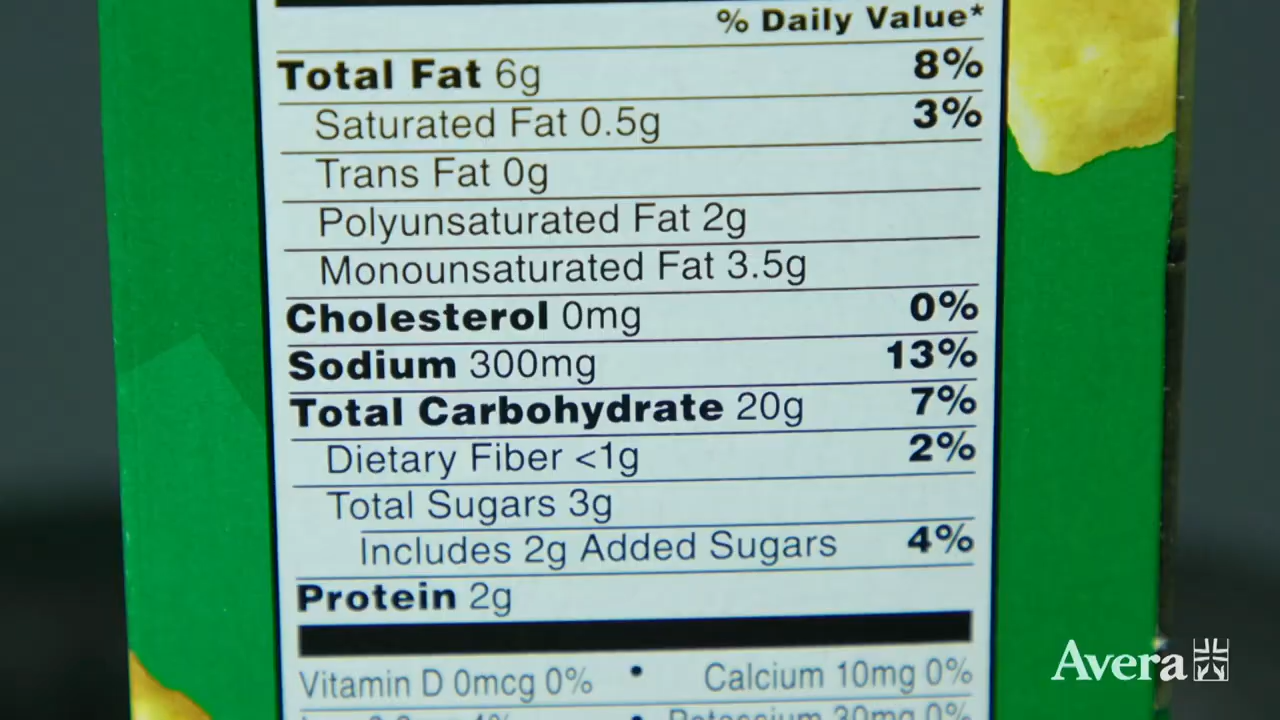 % Daily Value*
Total Fat 6g 8%
Saturated Fat 0.5g 3%
Trans Fat 0g
Polyunsaturated Fat 2g
Monounsaturated Fat 3.5g
Cholesterol 0mg 0%
Sodium 300mg 13%
Total Carbohydrate 20g 7%
Dietary Fiber <1g 2%
Total Sugars 3g
Includes 2g Added Sugars 4%
Protein 2g
Vitamin D 0mcg 0% • Calcium 10mg 0%
• Potassium 30mg 0%
Avera